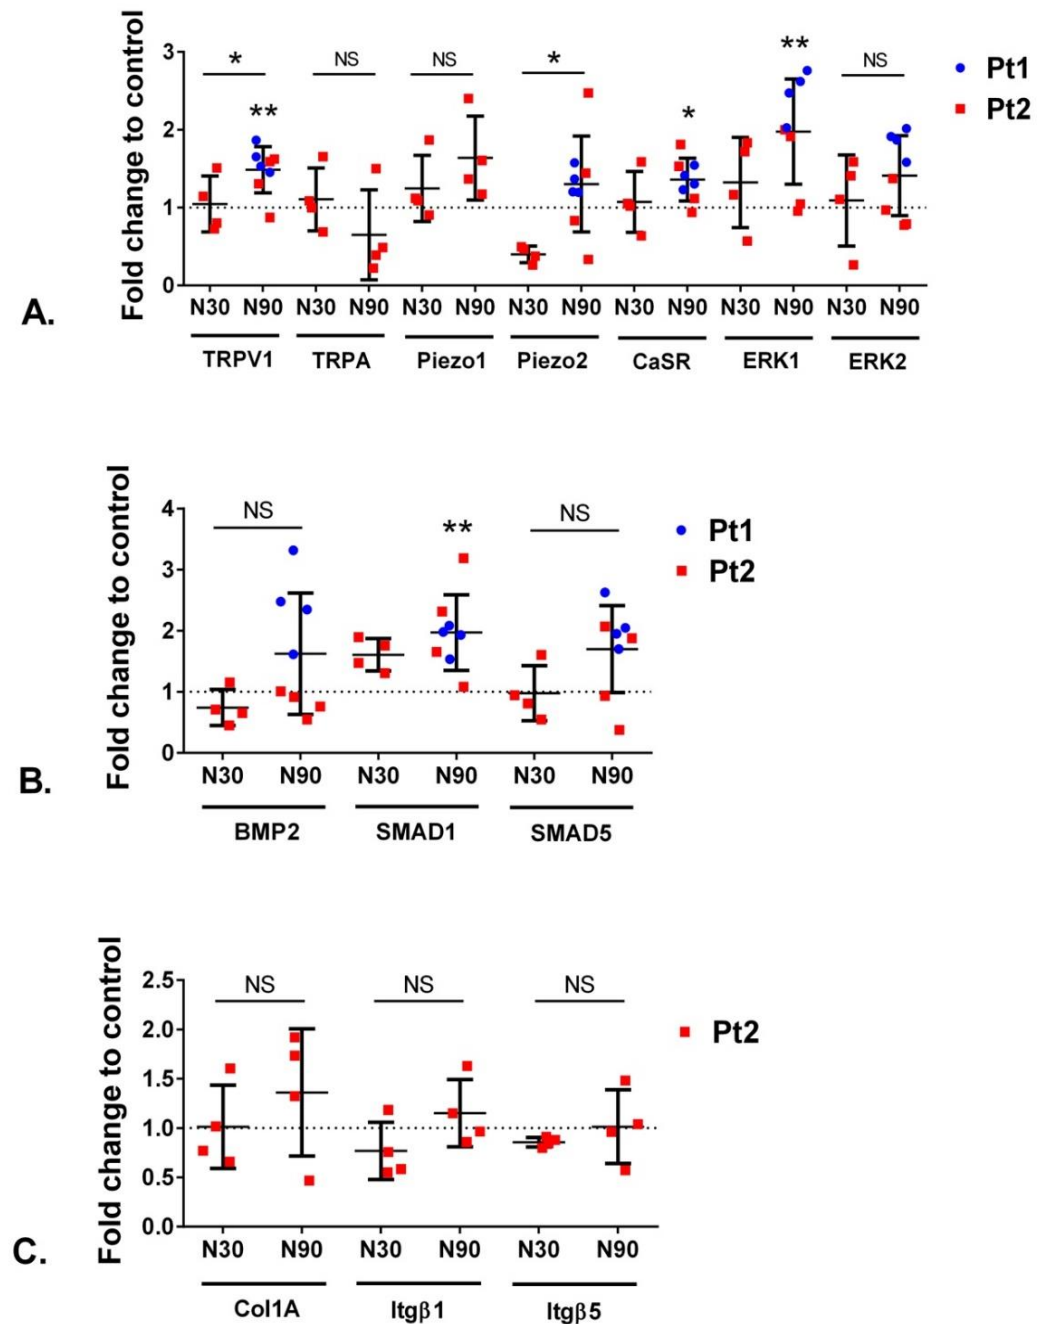 Fold change to control
3
2
1
0
* NS NS * NS
** * **
Pt1
Pt2
N30 N90 N30 N90 N30 N90 N30 N90 N30 N90 N30 N90 N30 N90
TRPV1 TRPA Piezo1 Piezo2 CaSR ERK1 ERK2
A.
Fold change to control
4
3
2
1
0
NS ** NS
Pt1
Pt2
N30 N90 N30 N90 N30 N90
BMP2 SMAD1 SMAD5
B.
Fold change to control
2.5
2.0
1.5
1.0
0.5
0.0
NS NS NS
Pt2
N30 N90 N30 N90 N30 N90
Col1A Itgβ1 Itgβ5
C.